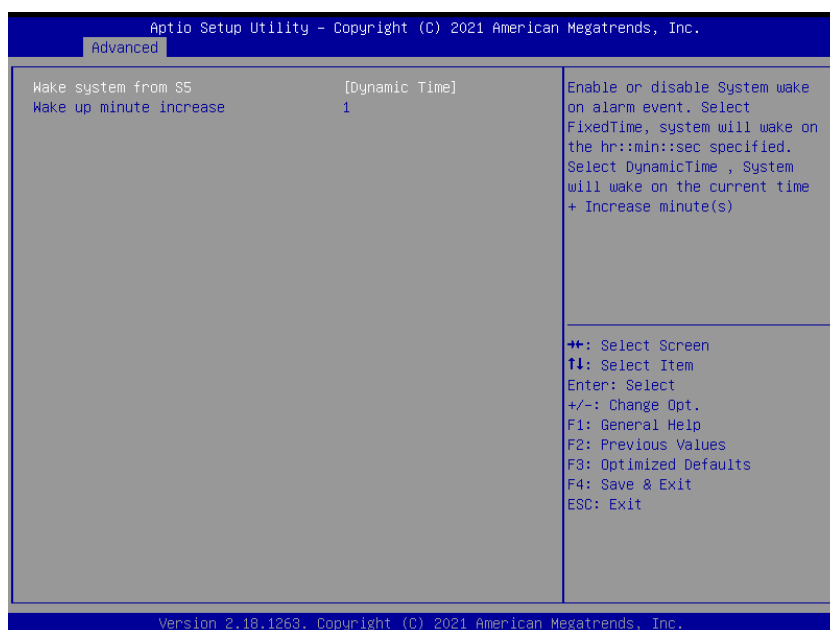 Aptio Setup Utility – Copyright (C) 2021 American Megatrends, Inc.
Advanced
Wake system from S5 [Dynamic Time]
Wake up minute increase 1
Enable or disable System wake
on alarm event. Select
FixedTime, system will wake on
the hr::min::sec specified.
Select DynamicTime , System
will wake on the current time
+ Increase minute(s)
→←: Select Screen
↑↓: Select Item
Enter: Select
+/-: Change Opt.
F1: General Help
F2: Previous Values
F3: Optimized Defaults
F4: Save & Exit
ESC: Exit
Version 2.18.1263. Copyright (C) 2021 American Megatrends, Inc.